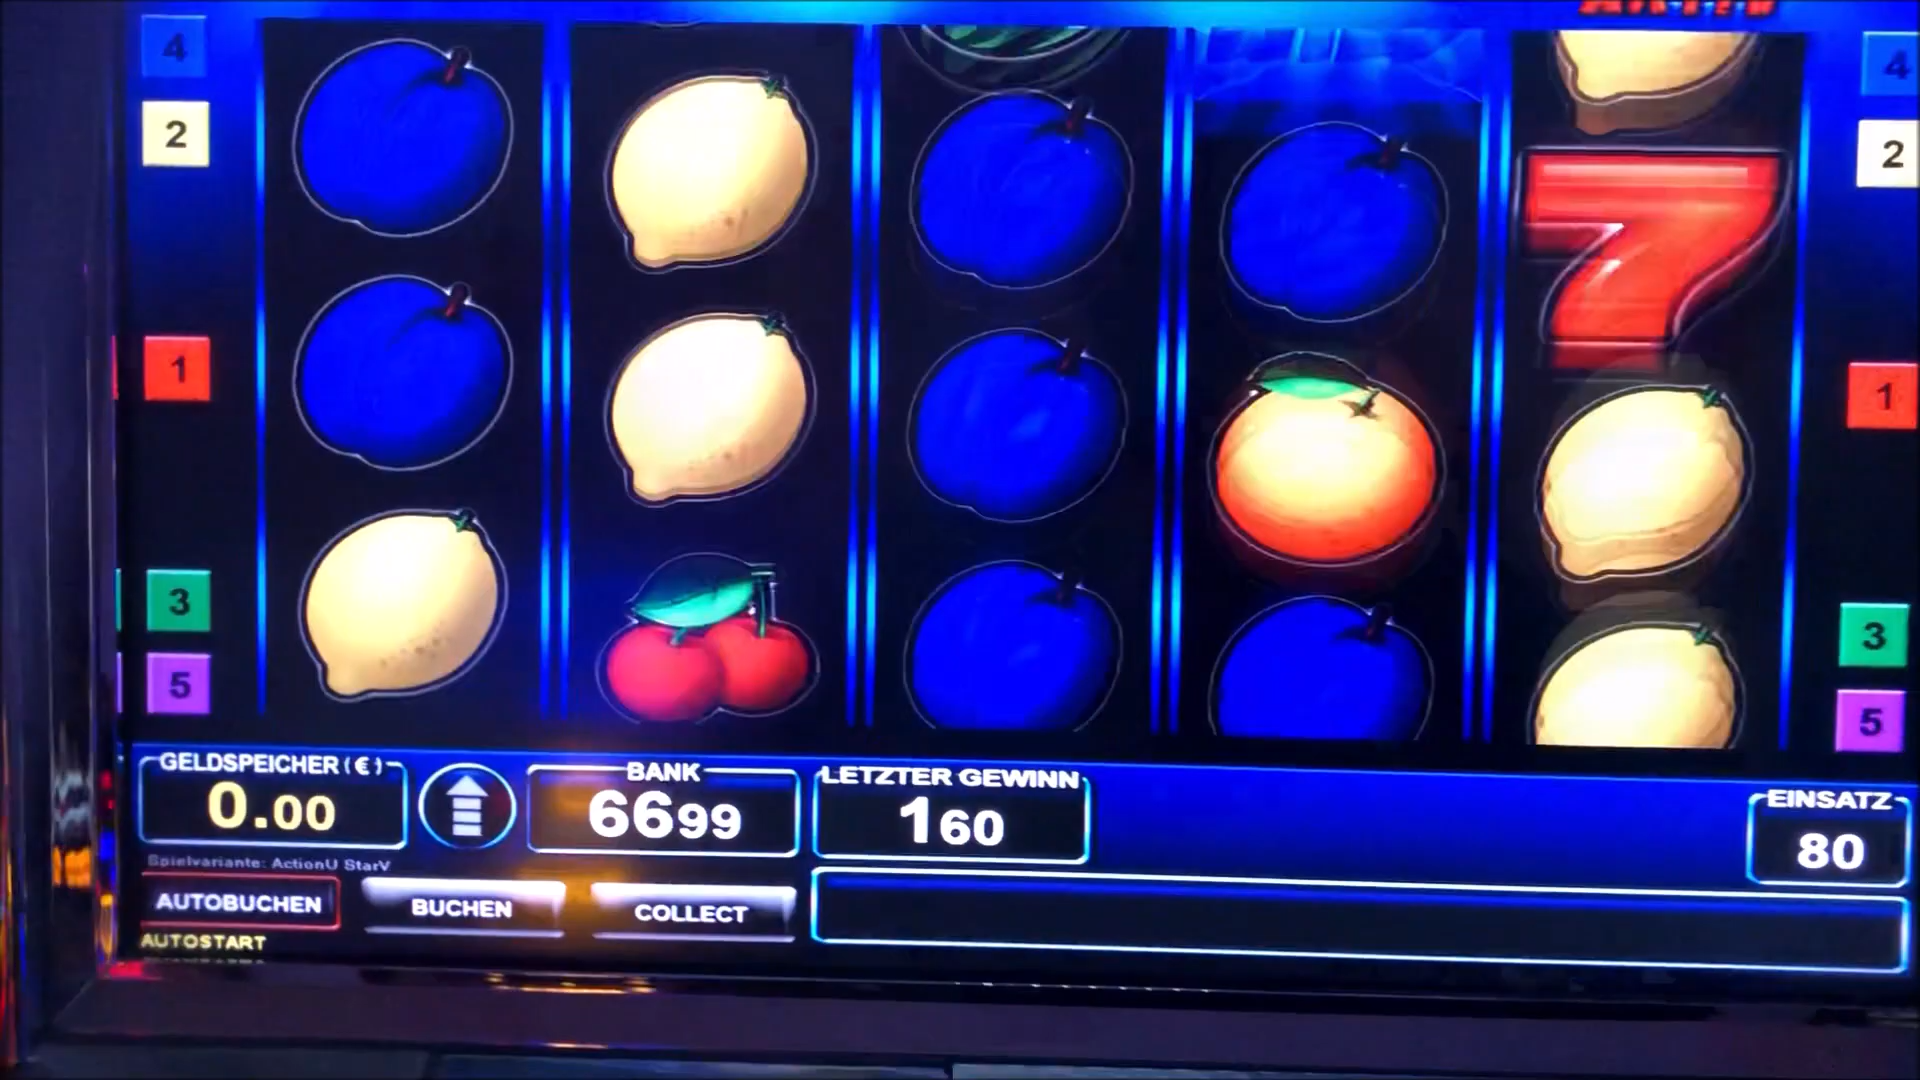 4
4
2
2
7
1
1
3
3
5
5
GELDSPEICHER (€)
0.00
BANK
6699
LETZTER GEWINN
160
EINSATZ
80
Spielvariante: ActionU StarV
AUTOBUCHEN
BUCHEN
COLLECT
AUTOSTART